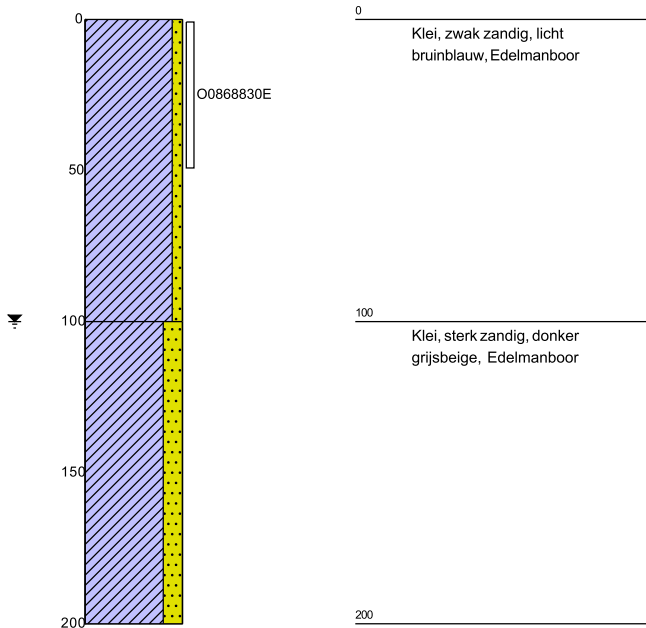 0
0
Klei, zwak zandig, licht
bruinblauw, Edelmanboor
O0868830E
50
100
100
Klei, sterk zandig, donker
grijsbeige, Edelmanboor
150
200
200